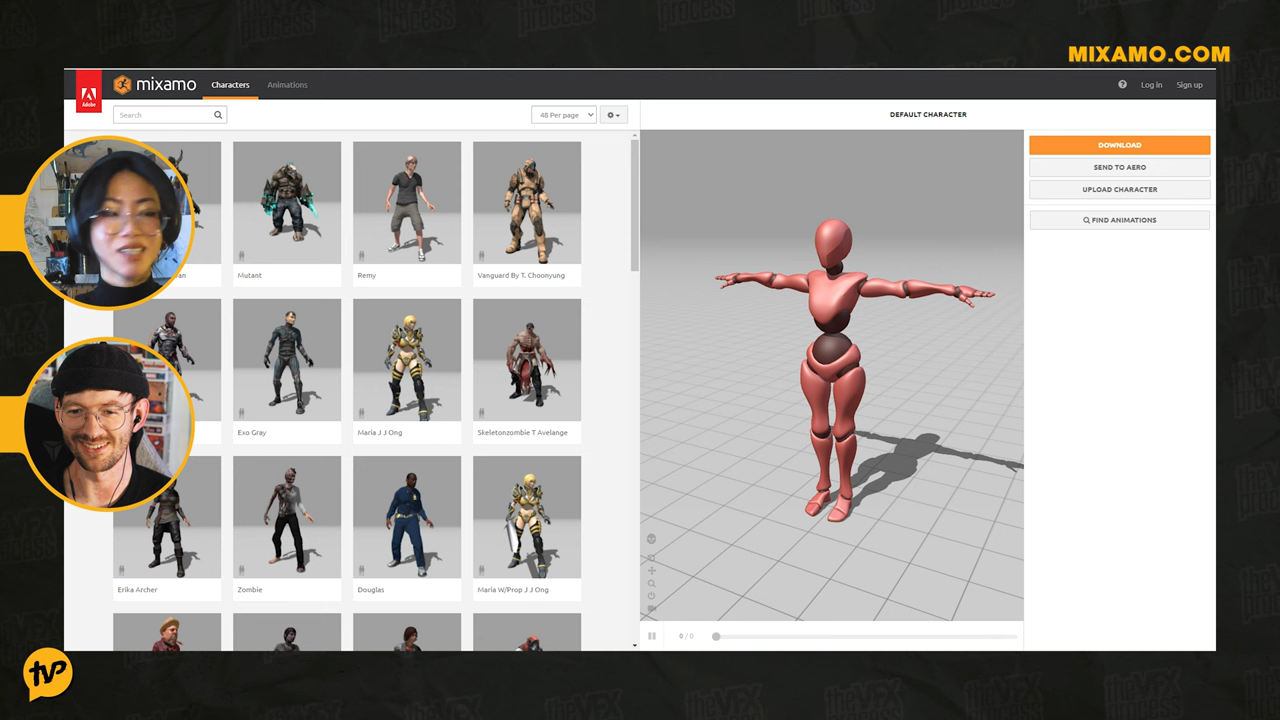 MIXAMO.COM
Adobe
mixamo
Characters
Animations
Log in
Sign up
Search
48 Per page
DEFAULT CHARACTER
DOWNLOAD
SEND TO AERO
UPLOAD CHARACTER
FIND ANIMATIONS
Mutant
Remy
Vanguard By T. Choonyung
Exo Gray
Maria J J Ong
Skeletonzombie T Avelange
Erika Archer
Zombie
Douglas
Maria W/Prop J J Ong
0 / 0
tvp